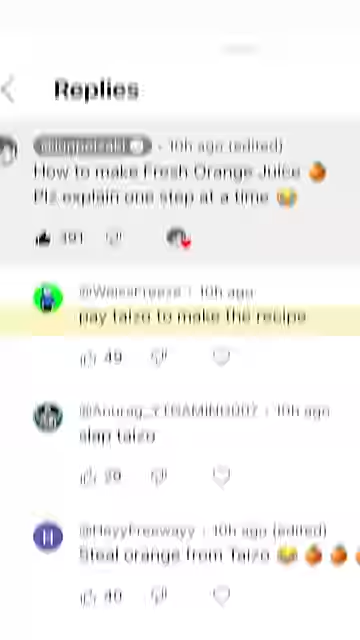 Replies
10h ago (edited)
How to make Fresh Orange Juice 🍊
Plz explain one step at a time 😂
391
@WeissFreeze 10h ago
pay taizo to make the recipe
49
10h ago
slap taizo
29
@HeyyFreewayy 10h ago (edited)
H
Steal orange from Taizo 😂 🍊 🍊
40